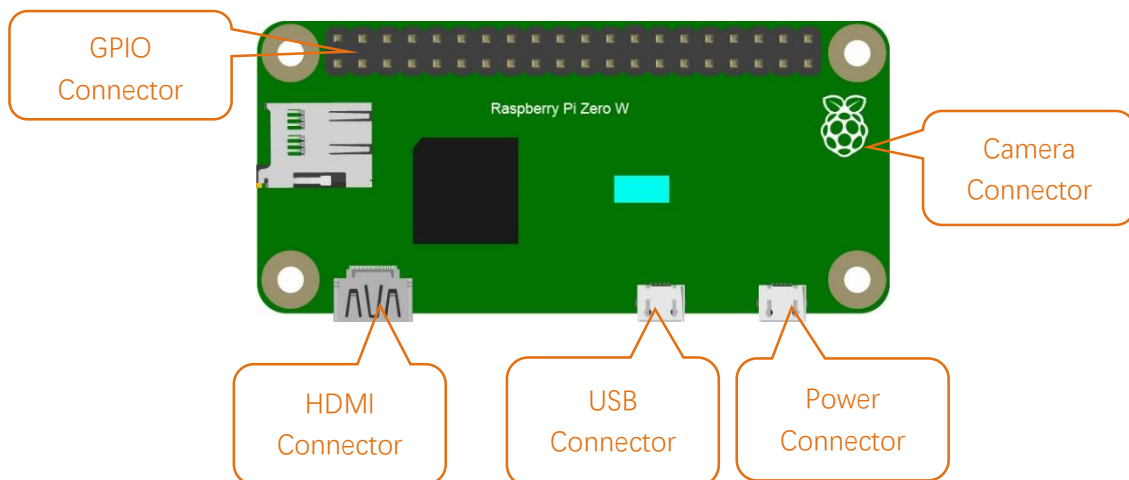 GPIO
Connector
Raspberry Pi Zero W
Camera
Connector
HDMI
Connector
USB
Connector
Power
Connector